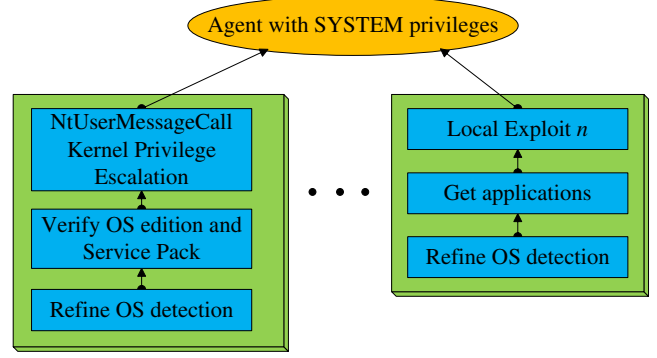 Agent with SYSTEM privileges
NtUserMessageCall
Kernel Privilege
Escalation
Verify OS edition and
Service Pack
Refine OS detection
Local Exploit n
Get applications
Refine OS detection